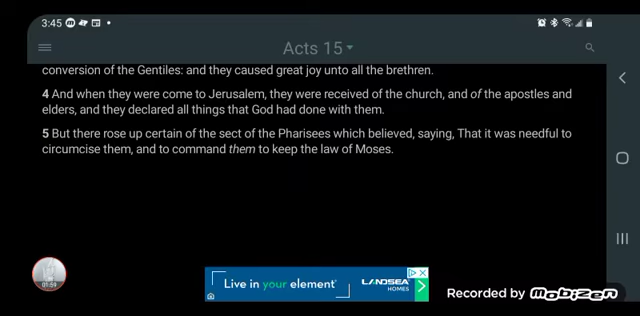 3:45
Acts 15
conversion of the Gentiles: and they caused great joy unto all the brethren.
4 And when they were come to Jerusalem, they were received of the church, and of the apostles and
elders, and they declared all things that God had done with them.
5 But there rose up certain of the sect of the Pharisees which believed, saying, That it was needful to
circumcise them, and to command them to keep the law of Moses.
01:59
Live in your element
LANDSEA
HOMES
Recorded by Mobizen